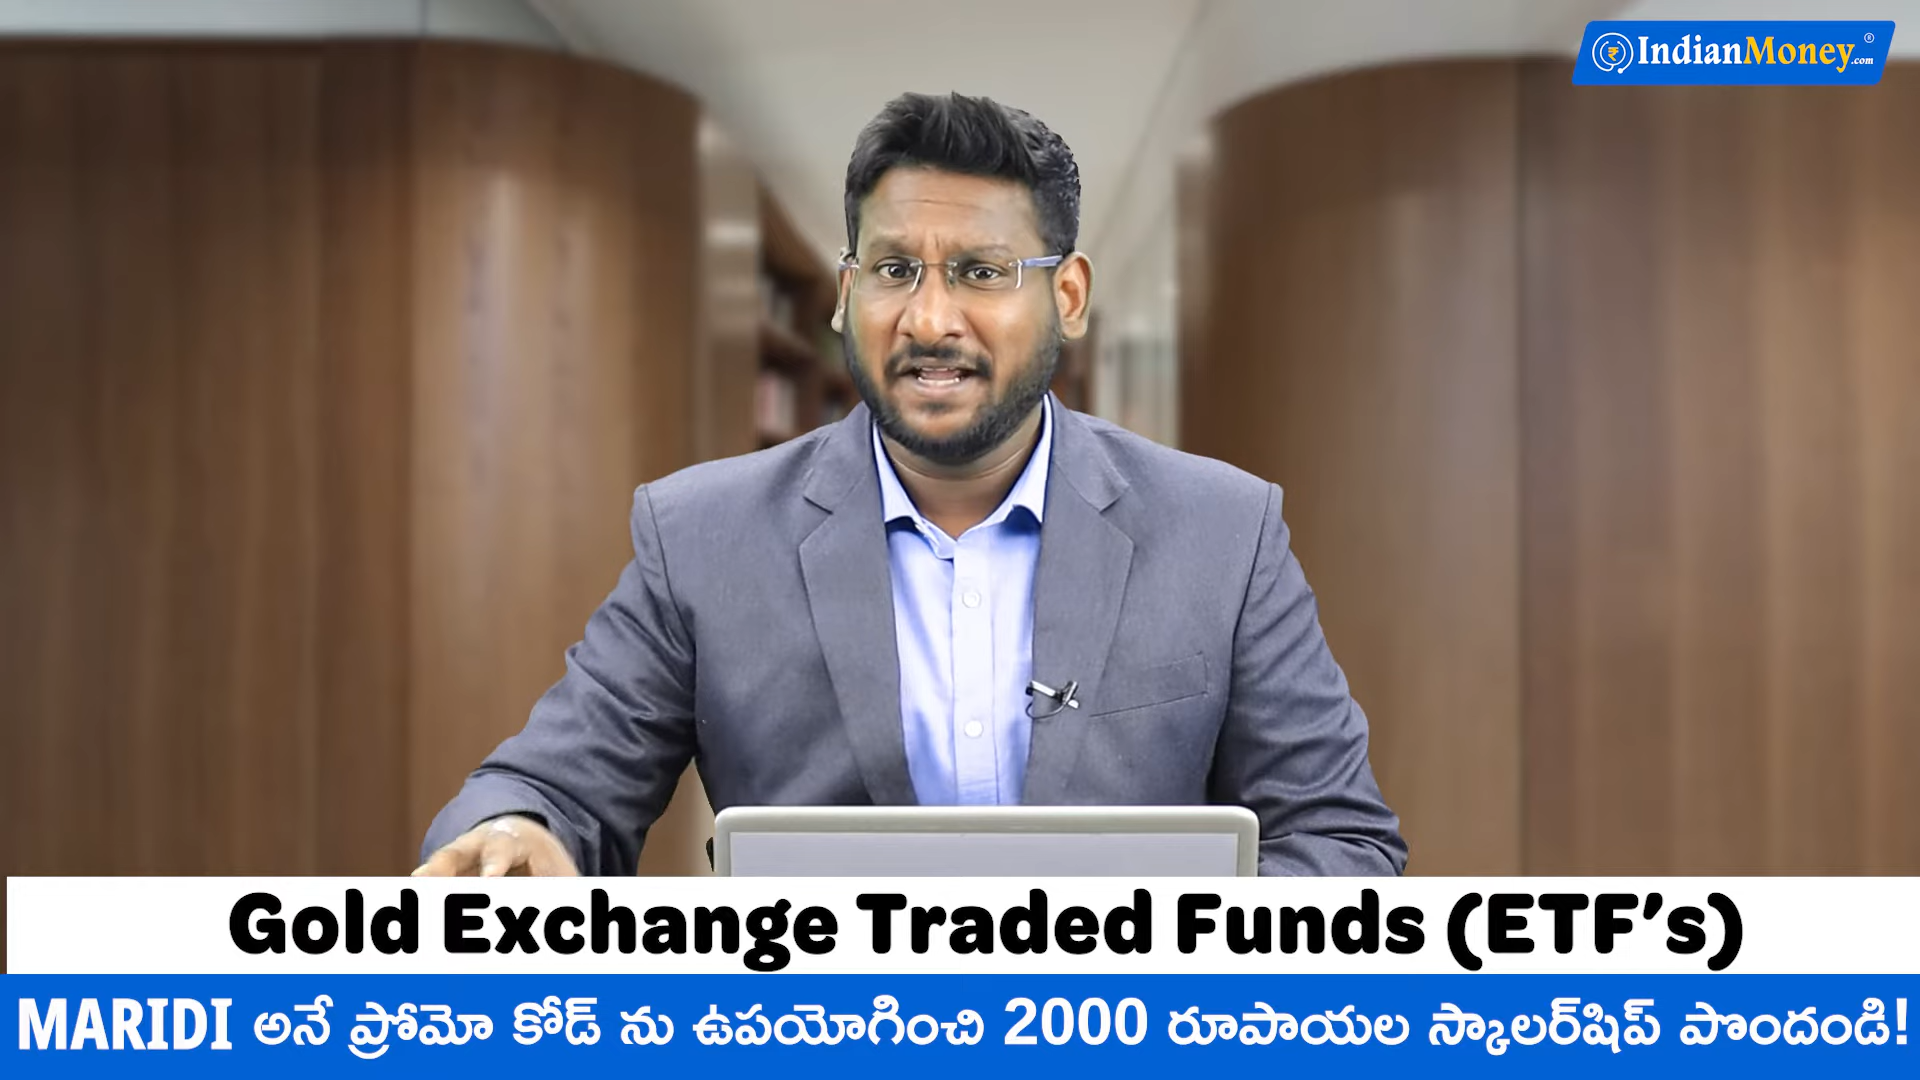 IndianMoney.com®
Gold Exchange Traded Funds (ETF's)
MARIDI అనే ప్రోమో కోడ్ ను ఉపయోగించి 2000 రూపాయల స్కాలర్‌షిప్ పొందండి!